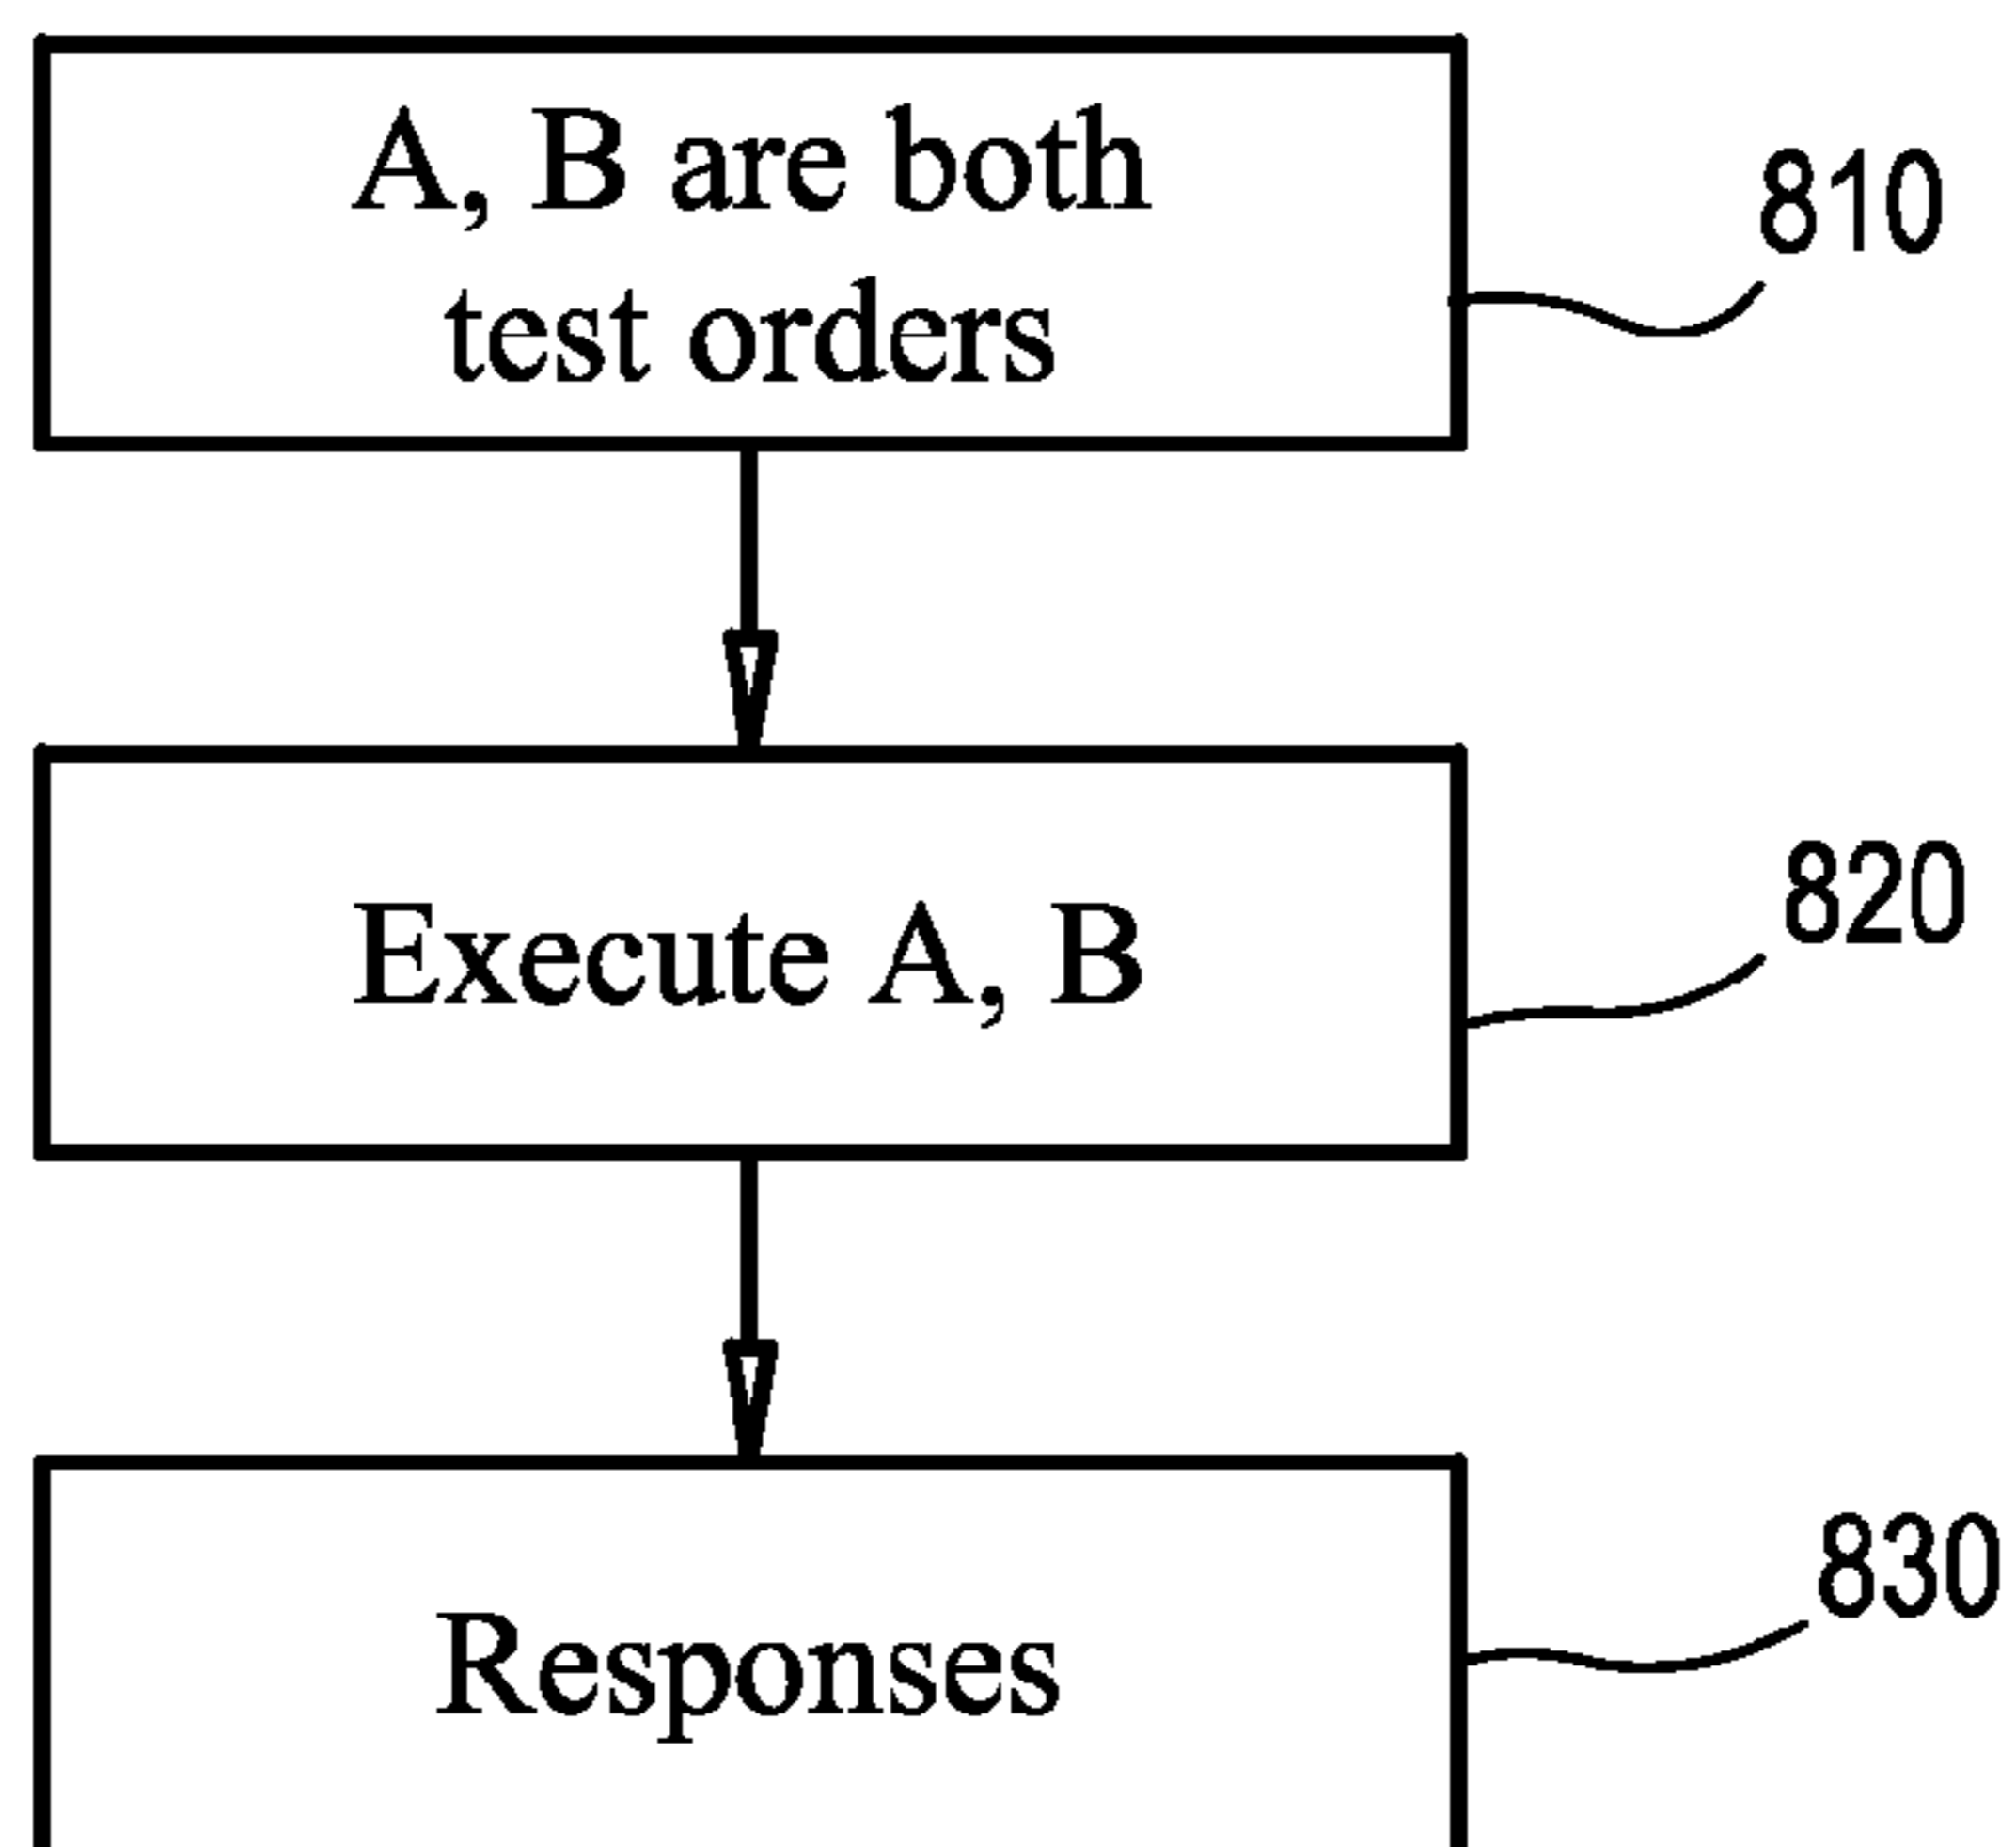 A, B are both
test orders
810
Execute A, B
820
Responses
830